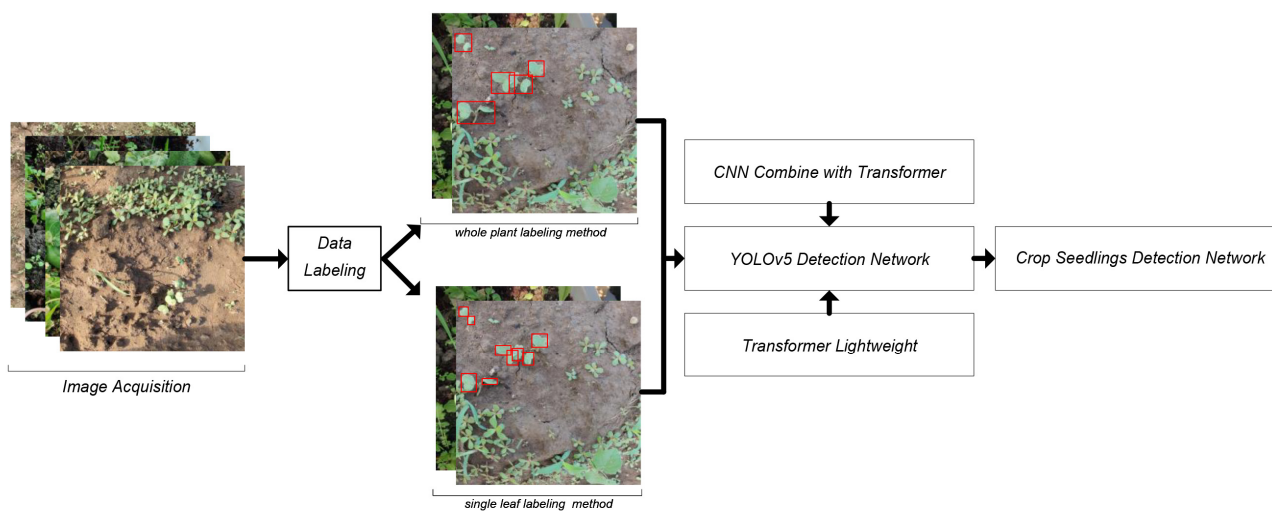 Image Acquisition
Data
Labeling
whole plant labeling method
single leaf labeling method
CNN Combine with Transformer
YOLOv5 Detection Network
Transformer Lightweight
Crop Seedlings Detection Network